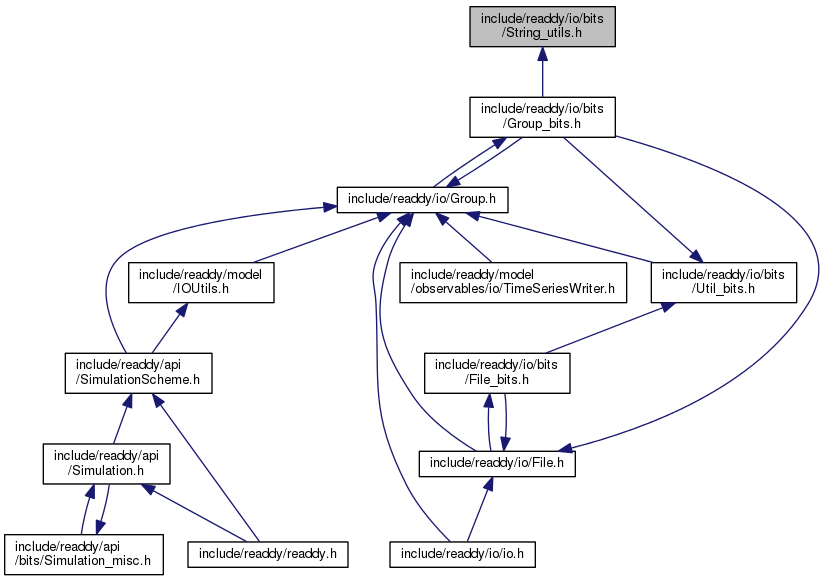 include/readdy/io/bits
/String_utils.h
include/readdy/io/bits
/Group_bits.h
include/readdy/io/Group.h
include/readdy/model
/IOUtils.h
include/readdy/model
/observables/io/TimeSeriesWriter.h
include/readdy/io/bits
/Util_bits.h
include/readdy/api
/SimulationScheme.h
include/readdy/io/bits
/File_bits.h
include/readdy/api
/Simulation.h
include/readdy/io/File.h
include/readdy/api
/bits/Simulation_misc.h
include/readdy/readdy.h
include/readdy/io/io.h